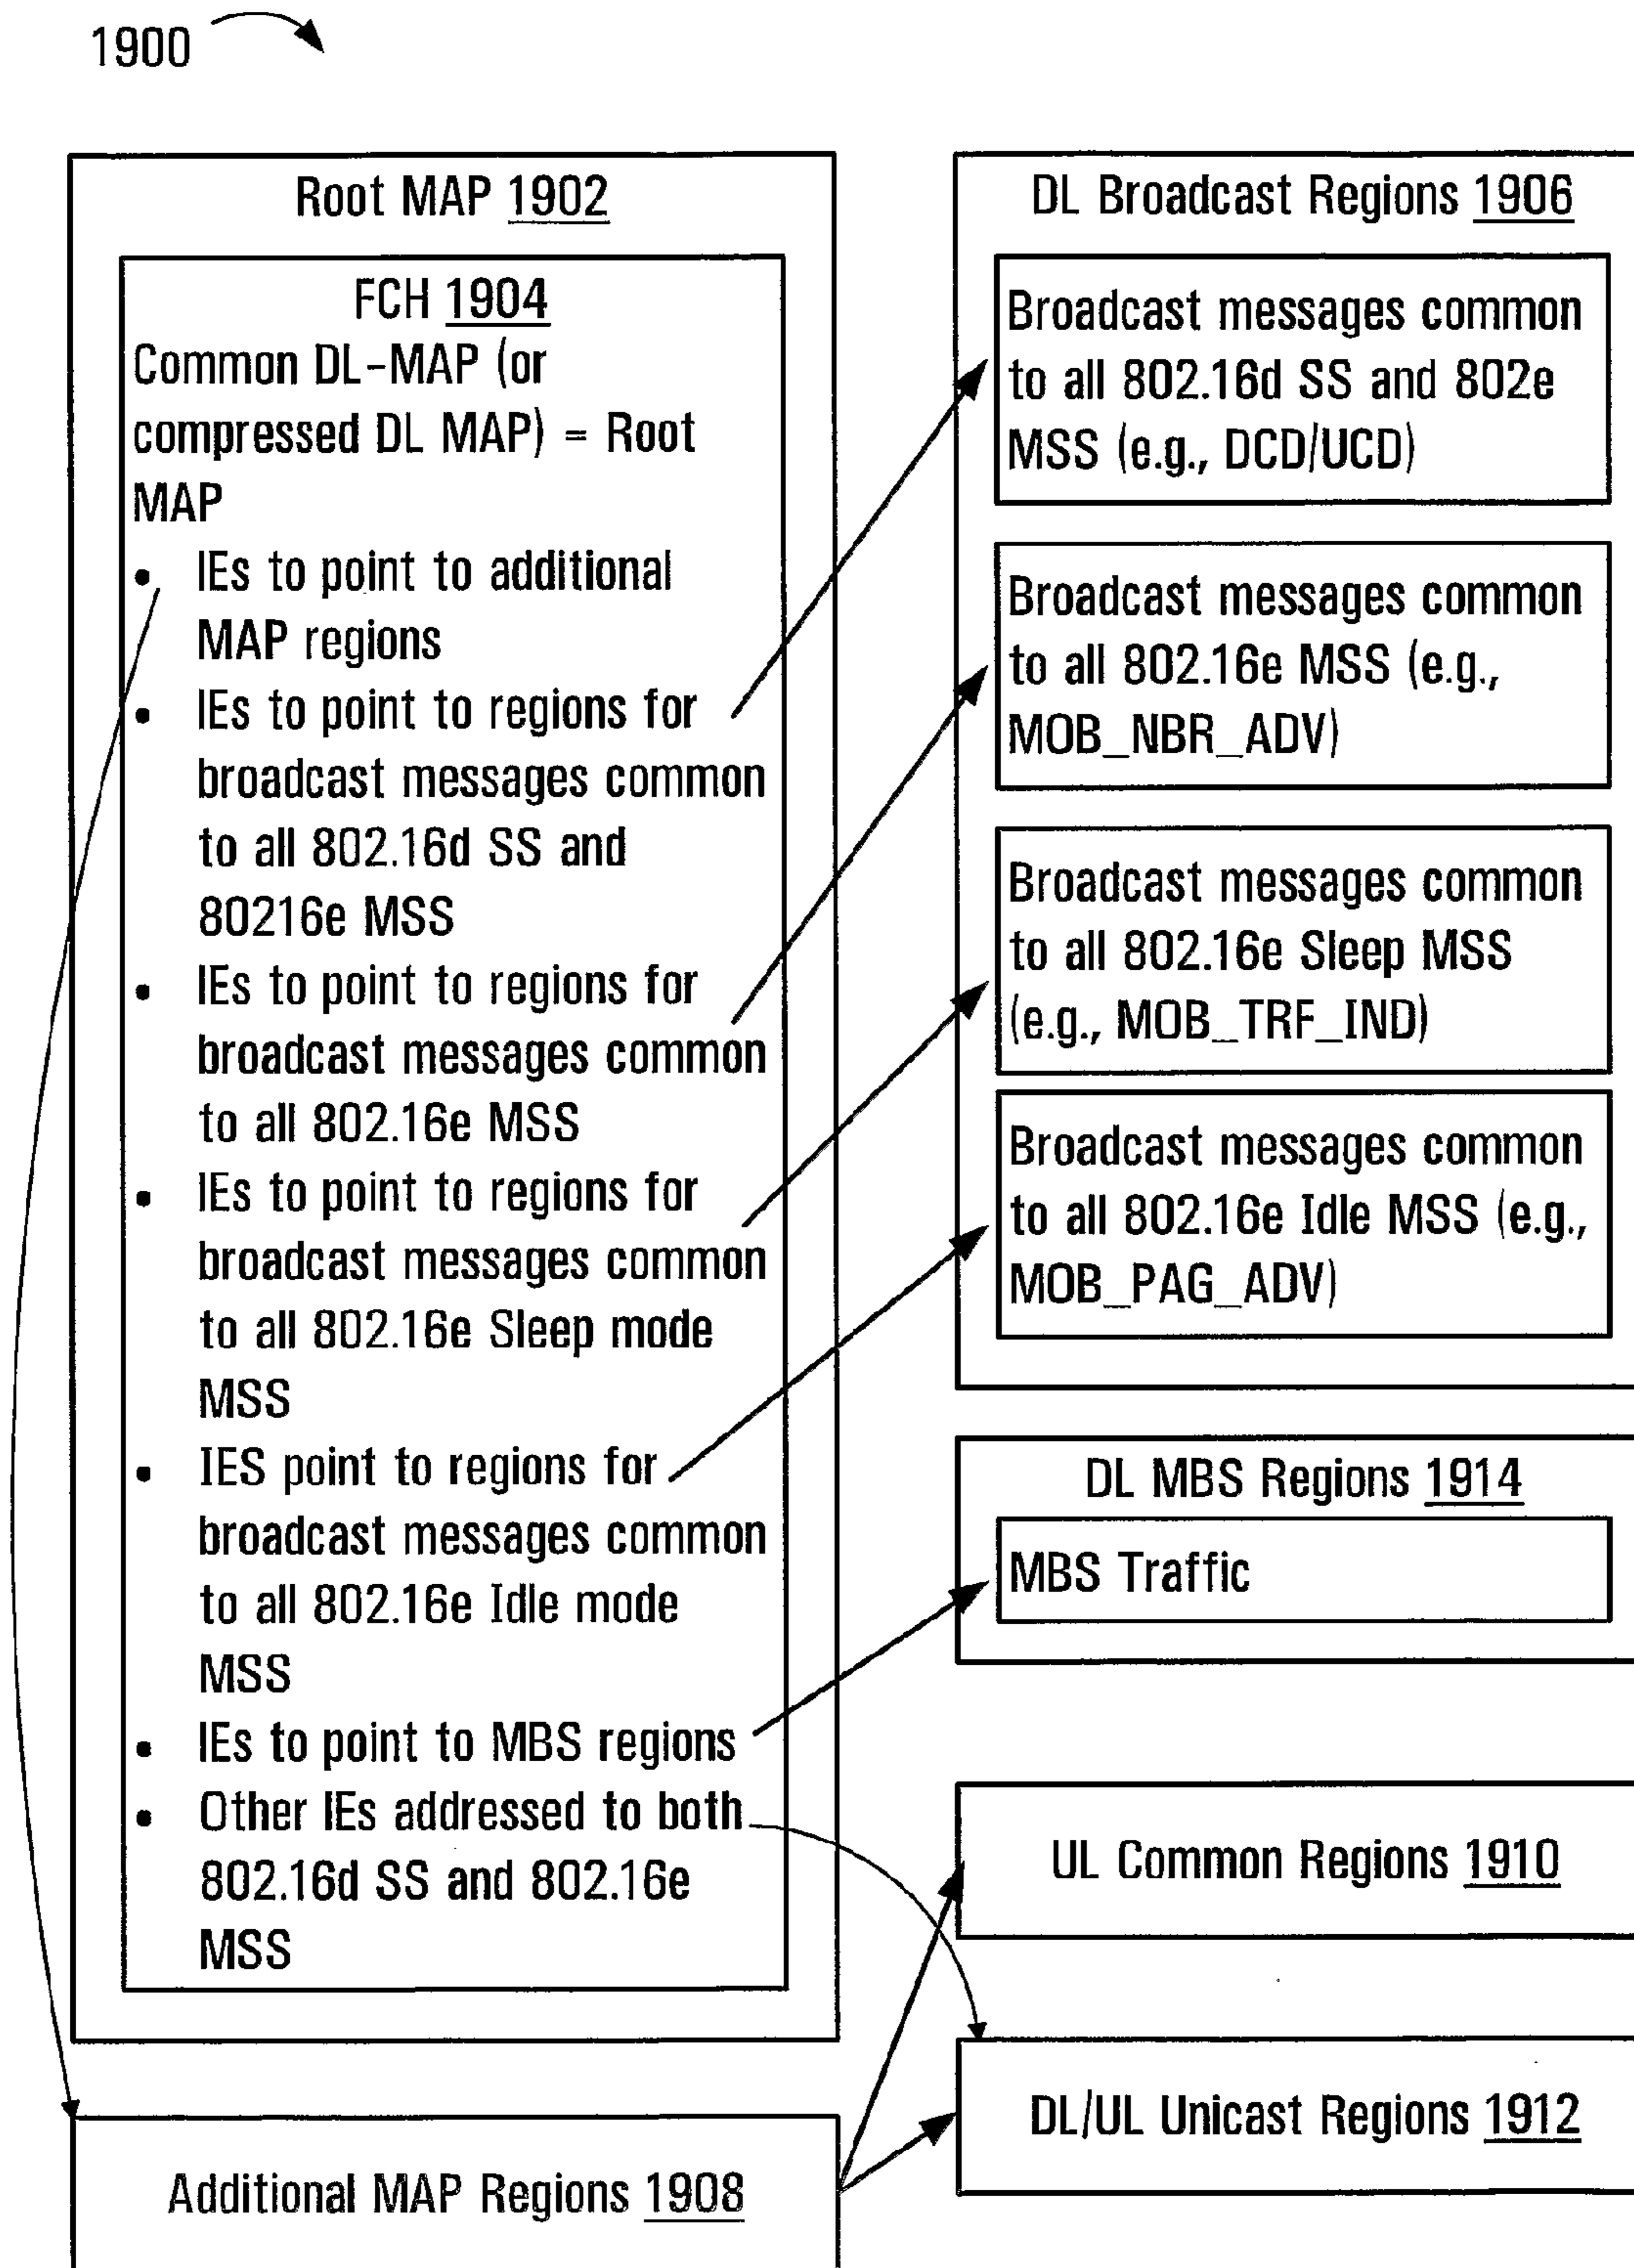 1900
Root MAP 1902
FCH 1904
Common DL-MAP (or
compressed DL MAP) = Root
MAP
• IEs to point to additional
MAP regions
• IEs to point to regions for
broadcast messages common
to all 802.16d SS and
80216e MSS
• IEs to point to regions for
broadcast messages common
to all 802.16e MSS
• IEs to point to regions for
broadcast messages common
to all 802.16e Sleep mode
MSS
• IES point to regions for
broadcast messages common
to all 802.16e Idle mode
MSS
• IEs to point to MBS regions
• Other IEs addressed to both
802.16d SS and 802.16e
MSS
Additional MAP Regions 1908
DL Broadcast Regions 1906
Broadcast messages common
to all 802.16d SS and 802e
MSS (e.g., DCD/UCD)
Broadcast messages common
to all 802.16e MSS (e.g.,
MOB_NBR_ADV)
Broadcast messages common
to all 802.16e Sleep MSS
(e.g., MOB_TRF_IND)
Broadcast messages common
to all 802.16e Idle MSS (e.g.,
MOB_PAG_ADV)
DL MBS Regions 1914
MBS Traffic
UL Common Regions 1910
DL/UL Unicast Regions 1912